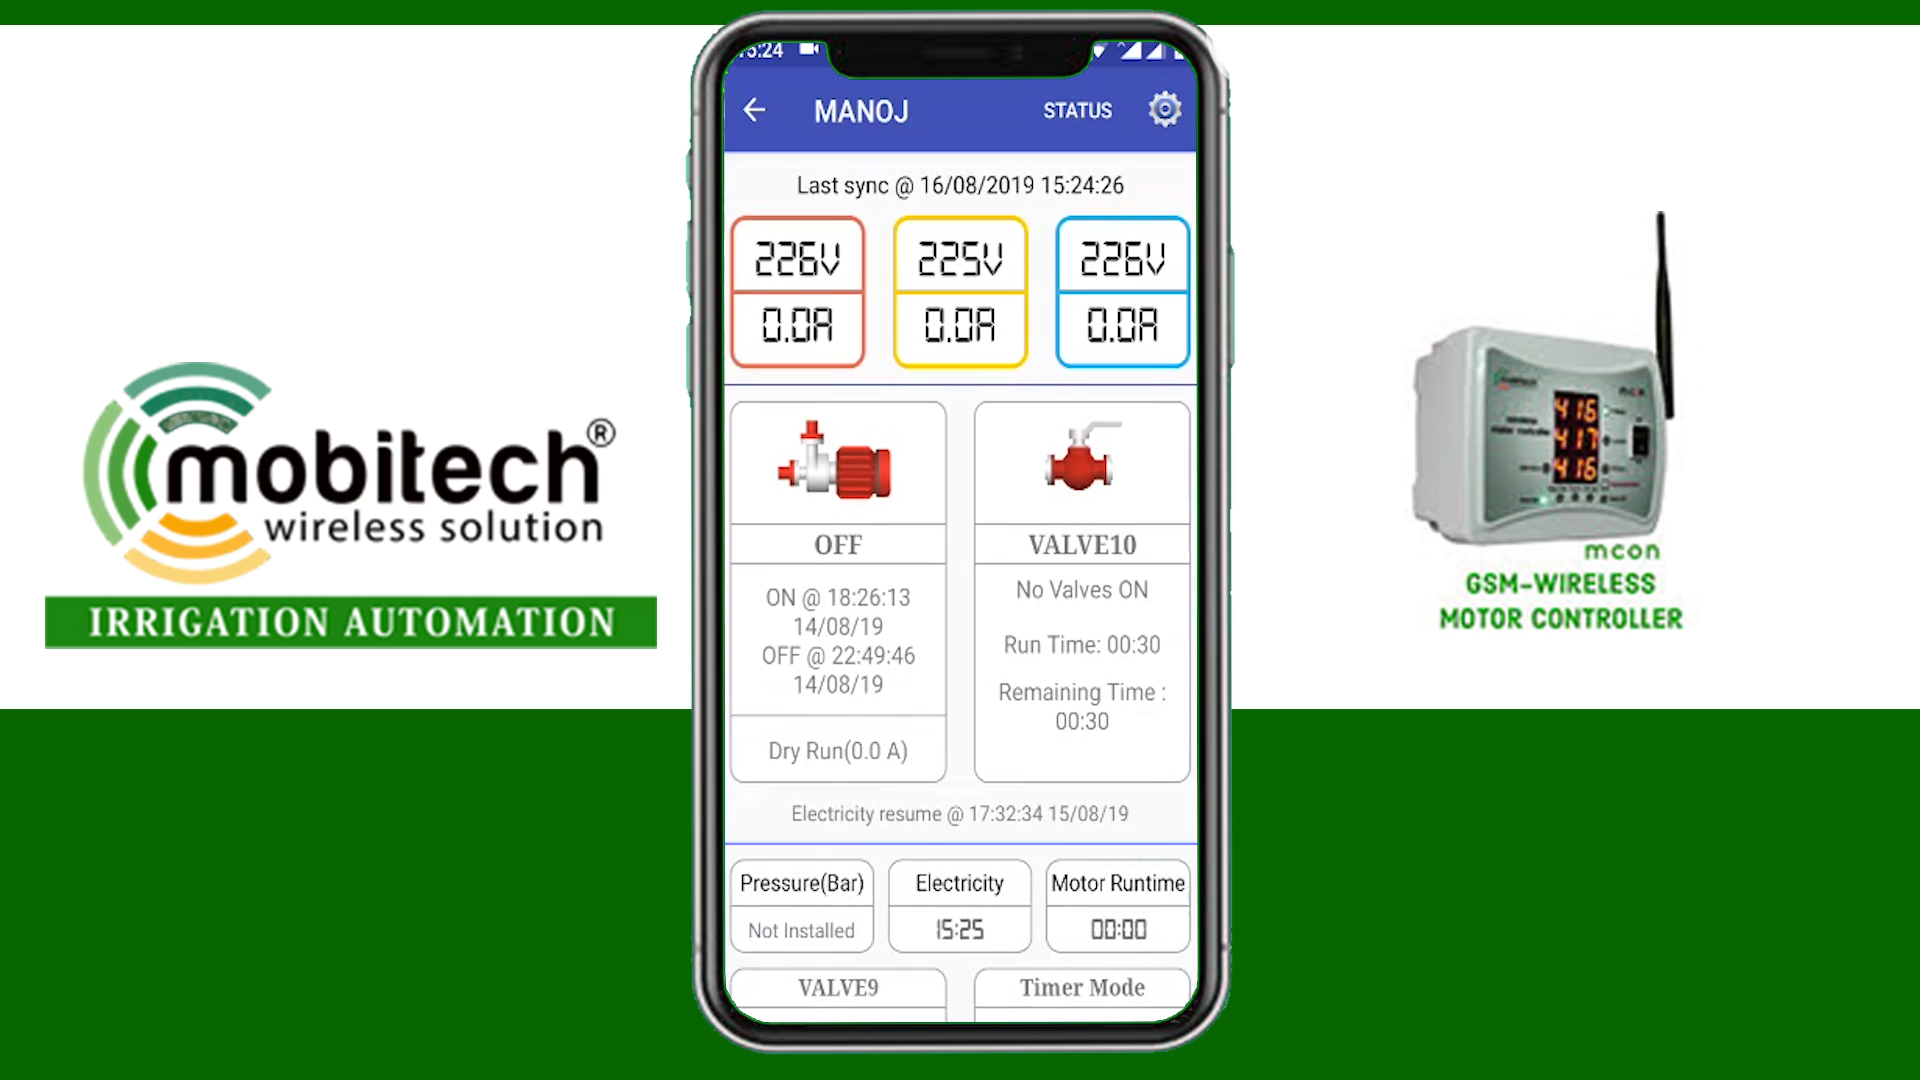 MANOJ
STATUS
Last sync @ 16/08/2019 15:24:26
226V
225V
226V
0.0A
0.0A
0.0A
OFF
ON @ 18:26:13
14/08/19
OFF @ 22:49:46
14/08/19
Dry Run(0.0 A)
VALVE10
No Valves ON
Run Time: 00:30
Remaining Time :
00:30
Electricity resume @ 17:32:34 15/08/19
Pressure(Bar)
Not Installed
Electricity
15:25
Motor Runtime
00:00
VALVE9
Timer Mode
mobitech®
wireless solution
IRRIGATION AUTOMATION
416
417
416
mcon
GSM-WIRELESS
MOTOR CONTROLLER